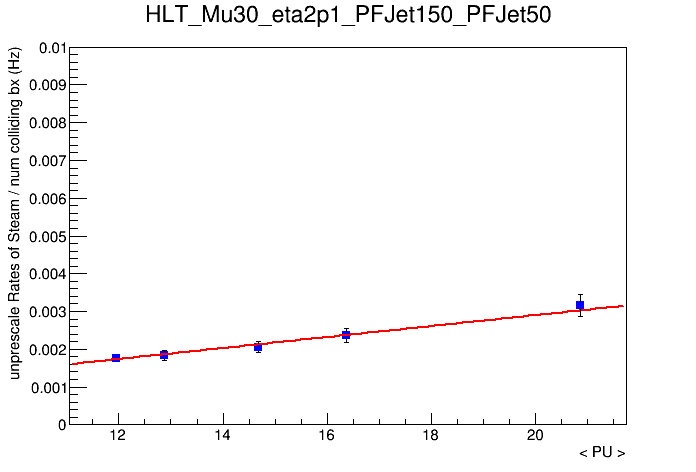 HLT_Mu30_eta2p1_PFJet150_PFJet50
unprescale Rates of Steam / num colliding bx (Hz)
0.01
0.009
0.008
0.007
0.006
0.005
0.004
0.003
0.002
0.001
0
12 14 16 18 20
< PU >